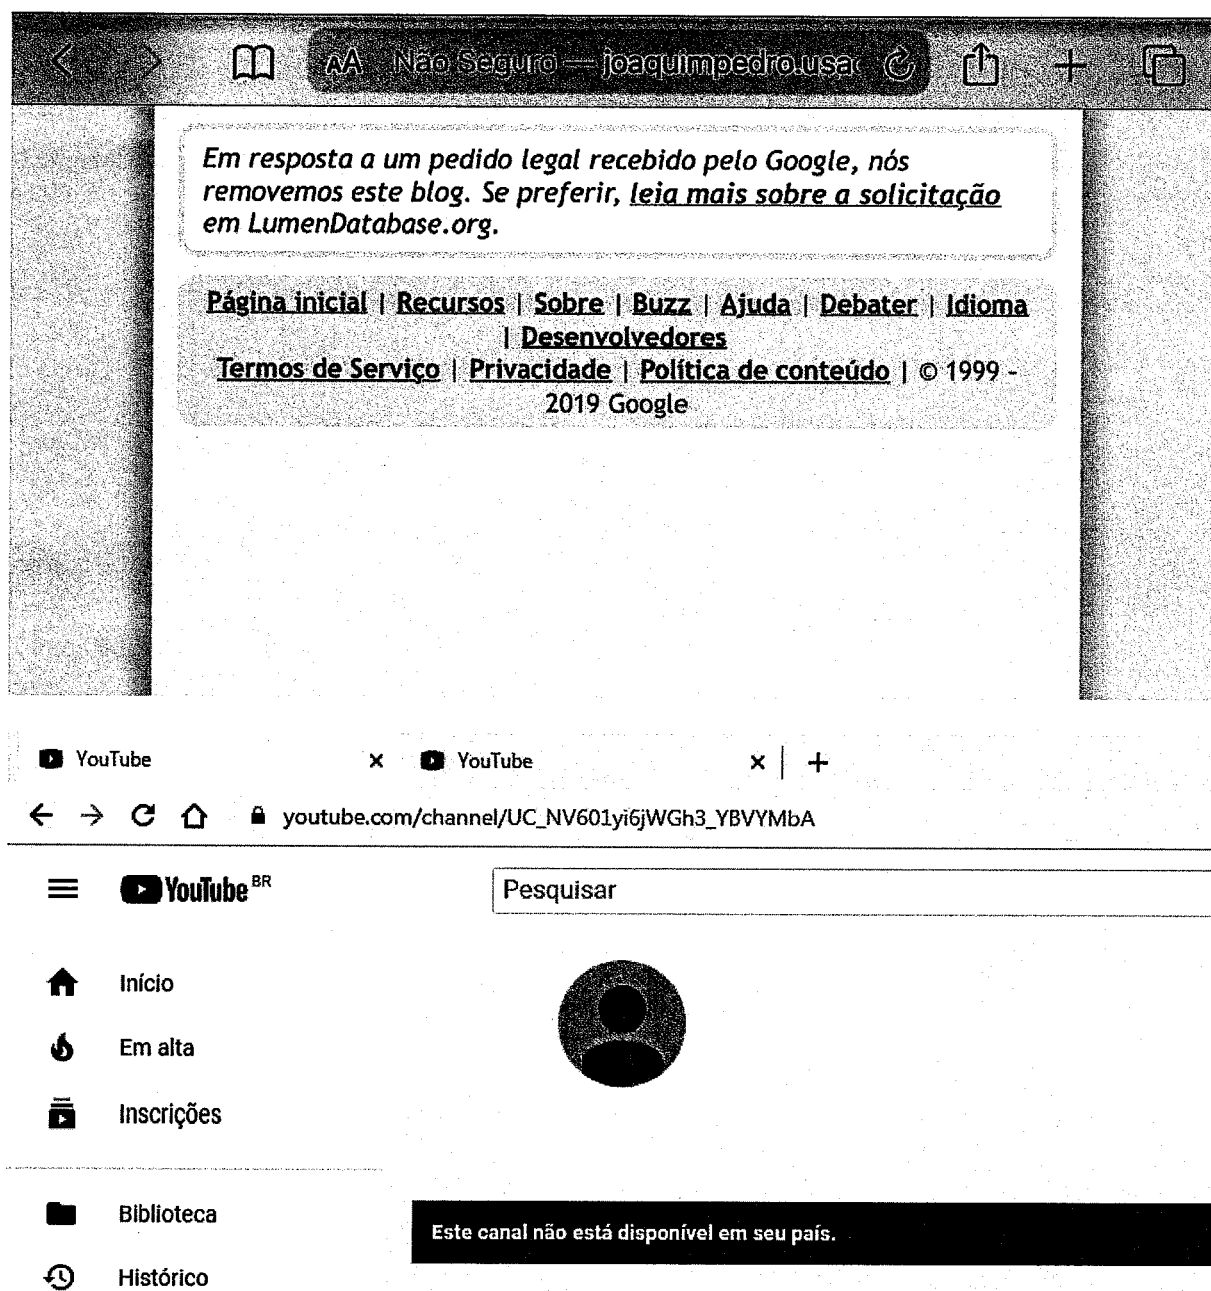 AA Não Seguro — joaquimpedro.usa
Em resposta a um pedido legal recebido pelo Google, nós
removemos este blog. Se preferir, leia mais sobre a solicitação
em LumenDatabase.org.
Página inicial | Recursos | Sobre | Buzz | Ajuda | Debater | Idioma
| Desenvolvedores
Termos de Serviço | Privacidade | Política de conteúdo | © 1999 -
2019 Google
YouTube × YouTube × +
youtube.com/channel/UC_NV601yi6jWGh3_YBVYMbA
YouTube BR Pesquisar
Início
Em alta
Inscrições
Biblioteca
Este canal não está disponível em seu país.
Histórico